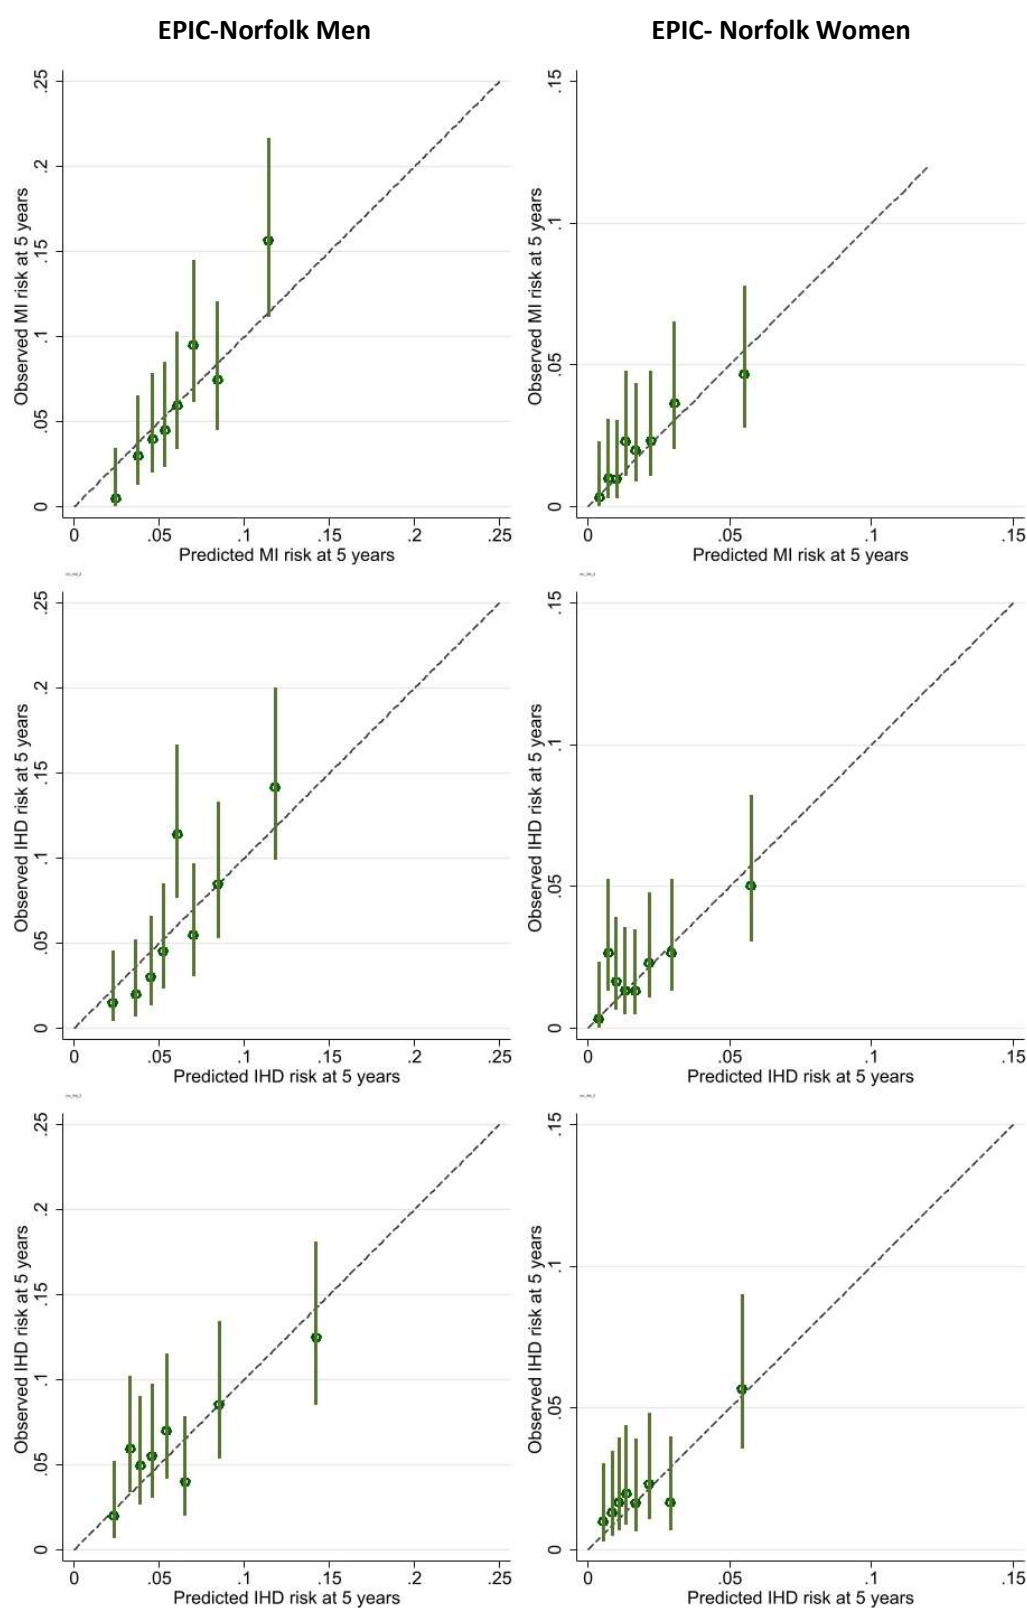 EPIC-Norfolk Men
EPIC- Norfolk Women
Observed MI risk at 5 years
0 .05 .1 .15 .2 .25
0 .05 .1 .15 .2 .25
Predicted MI risk at 5 years
Observed MI risk at 5 years
0 .05 .1 .15
0 .05 .1 .15
Predicted MI risk at 5 years
Observed IHD risk at 5 years
0 .05 .1 .15 .2 .25
0 .05 .1 .15 .2 .25
Predicted IHD risk at 5 years
Observed IHD risk at 5 years
0 .05 .1 .15
0 .05 .1 .15
Predicted IHD risk at 5 years
Observed IHD risk at 5 years
0 .05 .1 .15 .2 .25
0 .05 .1 .15 .2 .25
Predicted IHD risk at 5 years
Observed IHD risk at 5 years
0 .05 .1 .15
0 .05 .1 .15
Predicted IHD risk at 5 years